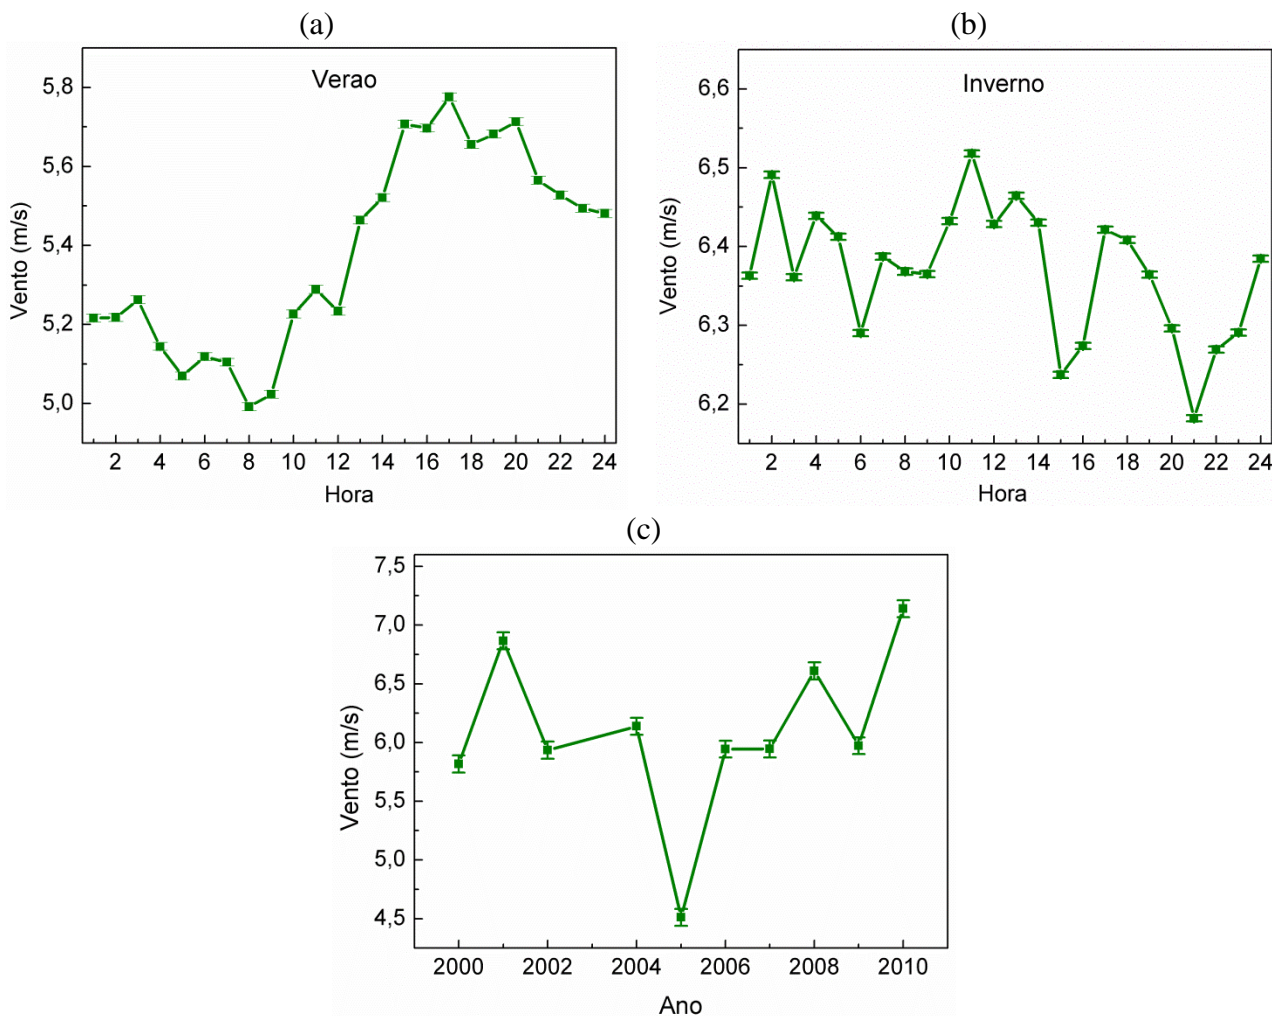 (a)
Verao
Vento (m/s)
5,8
5,6
5,4
5,2
5,0
2 4 6 8 10 12 14 16 18 20 22 24
Hora
(b)
Inverno
Vento (m/s)
6,6
6,5
6,4
6,3
6,2
2 4 6 8 10 12 14 16 18 20 22 24
Hora
(c)
Vento (m/s)
7,5
7,0
6,5
6,0
5,5
5,0
4,5
2000 2002 2004 2006 2008 2010
Ano